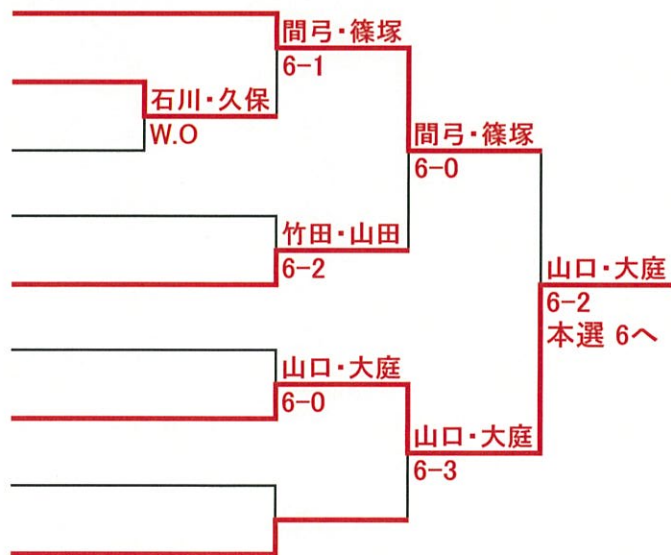 間弓・篠塚
6-1
石川・久保
W.O
間弓・篠塚
6-0
竹田・山田
6-2
山口・大庭
6-2
本選 6へ
山口・大庭
6-0
山口・大庭
6-3